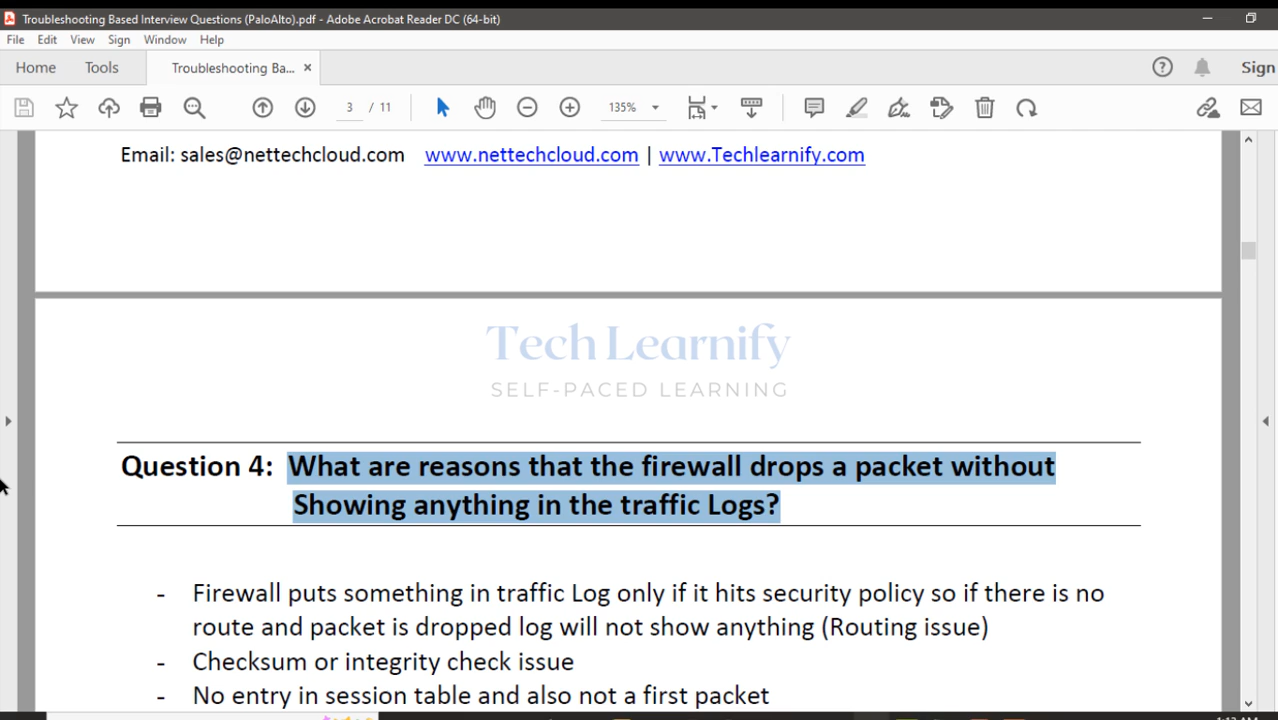 Troubleshooting Based Interview Questions (PaloAlto).pdf - Adobe Acrobat Reader DC (64-bit)
File Edit View Sign Window Help
Home Tools Troubleshooting Ba... × Sign
3 / 11 135%
Email: sales@nettechcloud.com www.nettechcloud.com | www.Techlearnify.com
Tech Learnify
SELF-PACED LEARNING
Question 4: What are reasons that the firewall drops a packet without
Showing anything in the traffic Logs?
- Firewall puts something in traffic Log only if it hits security policy so if there is no
route and packet is dropped log will not show anything (Routing issue)
- Checksum or integrity check issue
- No entry in session table and also not a first packet